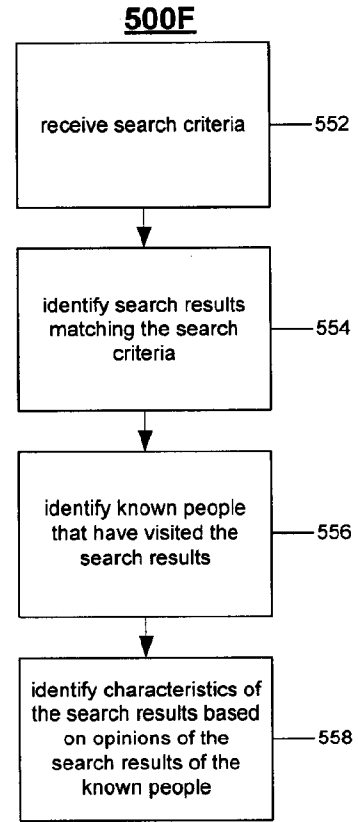 500F
receive search criteria
552
identify search results
matching the search
criteria
554
identify known people
that have visited the
search results
556
identify characteristics of
the search results based
on opinions of the
search results of the
known people
558